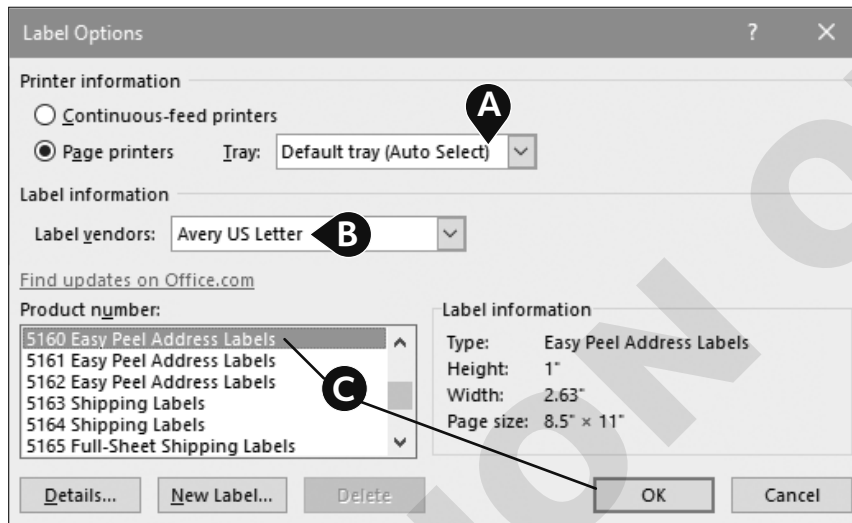 Label Options ? ×
Printer information
Continuous-feed printers
A
Page printers Tray: Default tray (Auto Select)
Label information
Label vendors: Avery US Letter B
Find updates on Office.com
Product number: Label information
5160 Easy Peel Address Labels Type: Easy Peel Address Labels
5161 Easy Peel Address Labels Height: 1"
5162 Easy Peel Address Labels Width: 2.63"
C
5163 Shipping Labels Page size: 8.5" × 11"
5164 Shipping Labels
5165 Full-Sheet Shipping Labels
Details... New Label... Delete OK Cancel
ION O